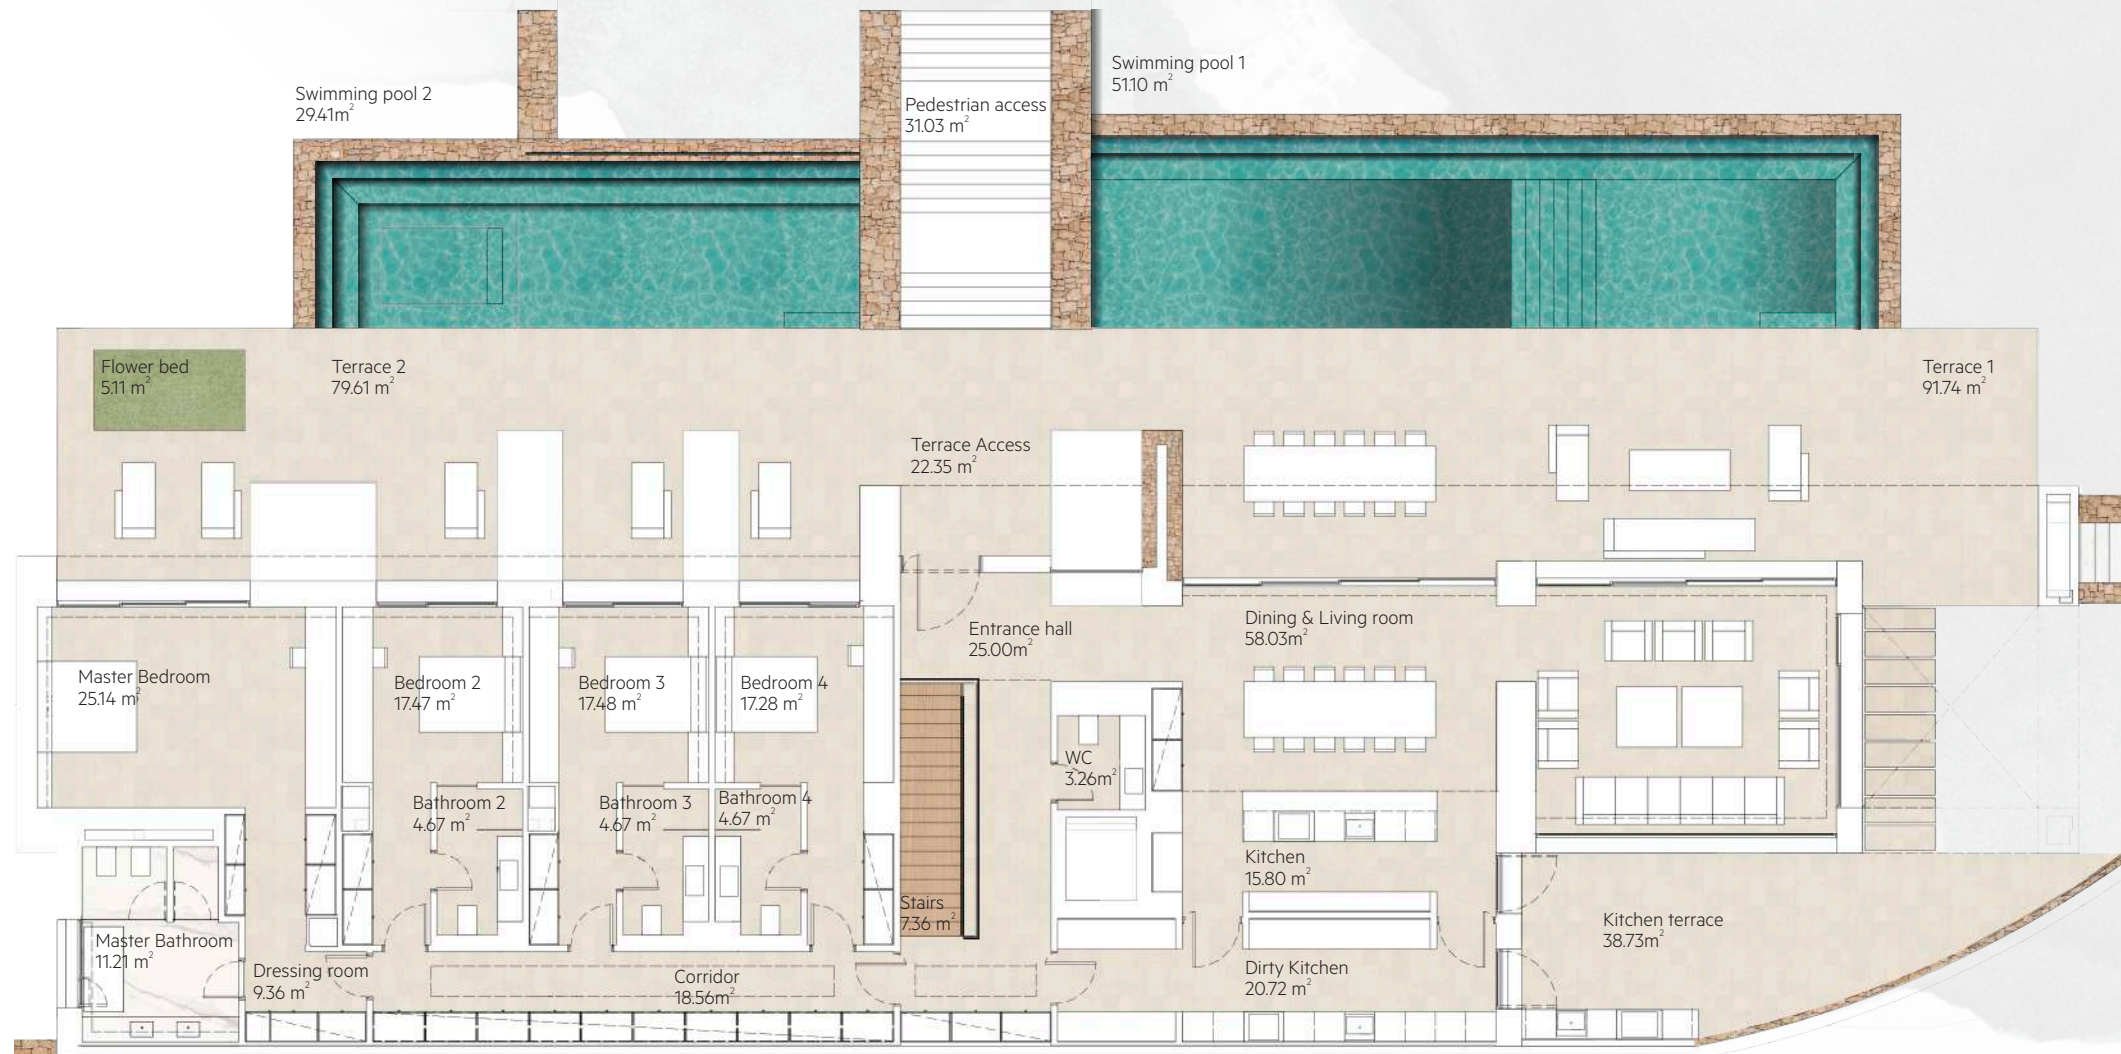 Swimming pool 1
51.10 m²
Swimming pool 2
29.41m²
Pedestrian access
31.03 m²
Flower bed
5.11 m²
Terrace 2
79.61 m²
Terrace 1
91.74 m²
Terrace Access
22.35 m²
Entrance hall
25.00m²
Dining & Living room
58.03m²
Master Bedroom
25.14 m²
Bedroom 2
17.47 m²
Bedroom 3
17.48 m²
Bedroom 4
17.28 m²
WC
3.26m²
Bathroom 2
4.67 m²
Bathroom 3
4.67 m²
Bathroom 4
4.67 m²
Kitchen
15.80 m²
Stairs
7.36 m²
Kitchen terrace
38.73m²
Master Bathroom
11.21 m²
Dressing room
9.36 m²
Corridor
18.56m²
Dirty Kitchen
20.72 m²